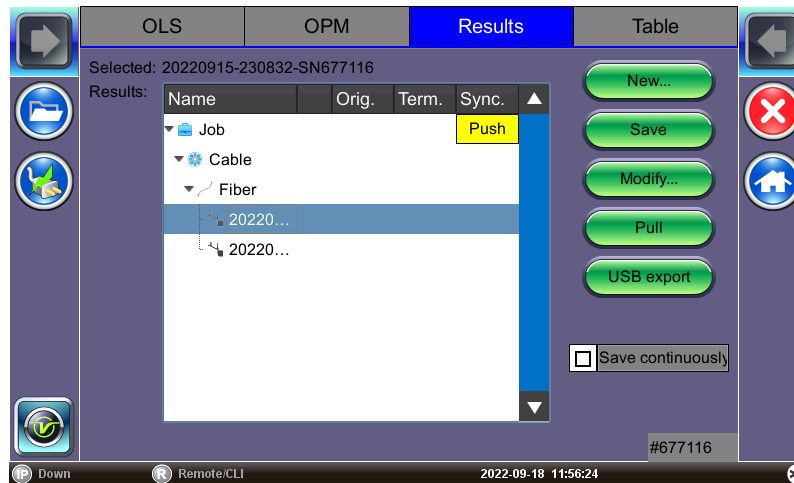 OLS OPM Results Table
Selected: 20220915-230832-SN677116
Results:
Name Orig. Term. Sync.
Job Push
Cable
Fiber
20220...
20220...
New...
Save
Modify...
Pull
USB export
Save continuously
#677116
IP Down R Remote/CLI 2022-09-18 11:56:24